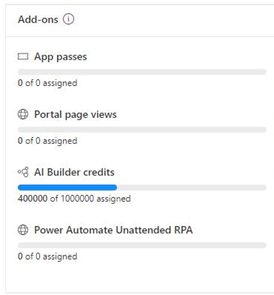 Add-ons
App passes
0 of 0 assigned
Portal page views
0 of 0 assigned
AI Builder credits
400000 of 1000000 assigned
Power Automate Unattended RPA
0 of 0 assigned